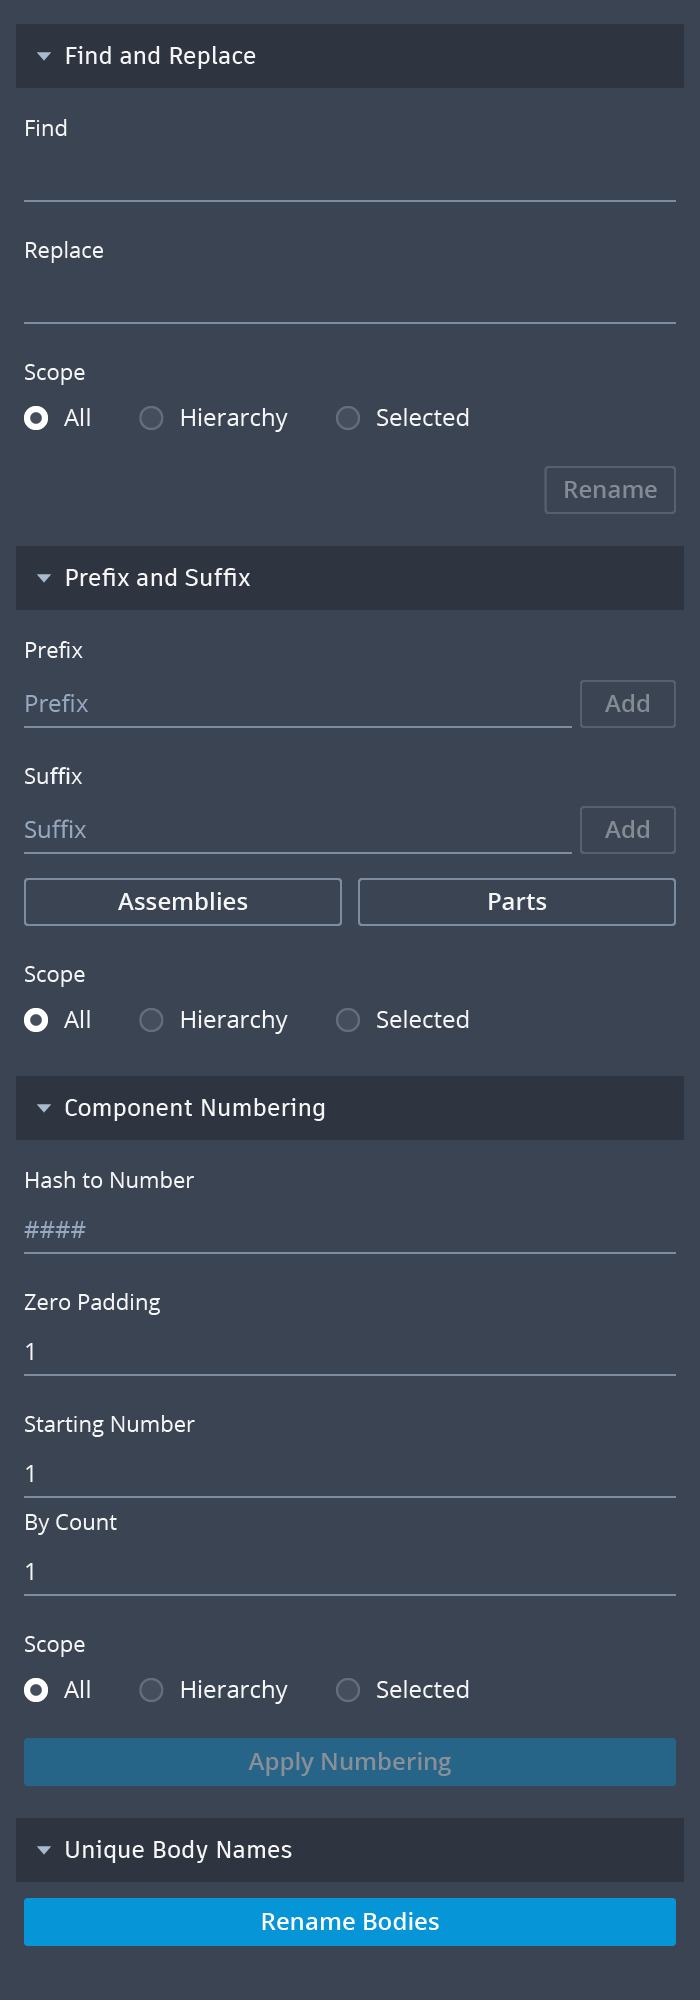 Find and Replace
Find
Replace
Scope
All Hierarchy Selected
Rename
Prefix and Suffix
Prefix
Prefix Add
Suffix
Suffix Add
Assemblies Parts
Scope
All Hierarchy Selected
Component Numbering
Hash to Number
####
Zero Padding
1
Starting Number
1
By Count
1
Scope
All Hierarchy Selected
Apply Numbering
Unique Body Names
Rename Bodies